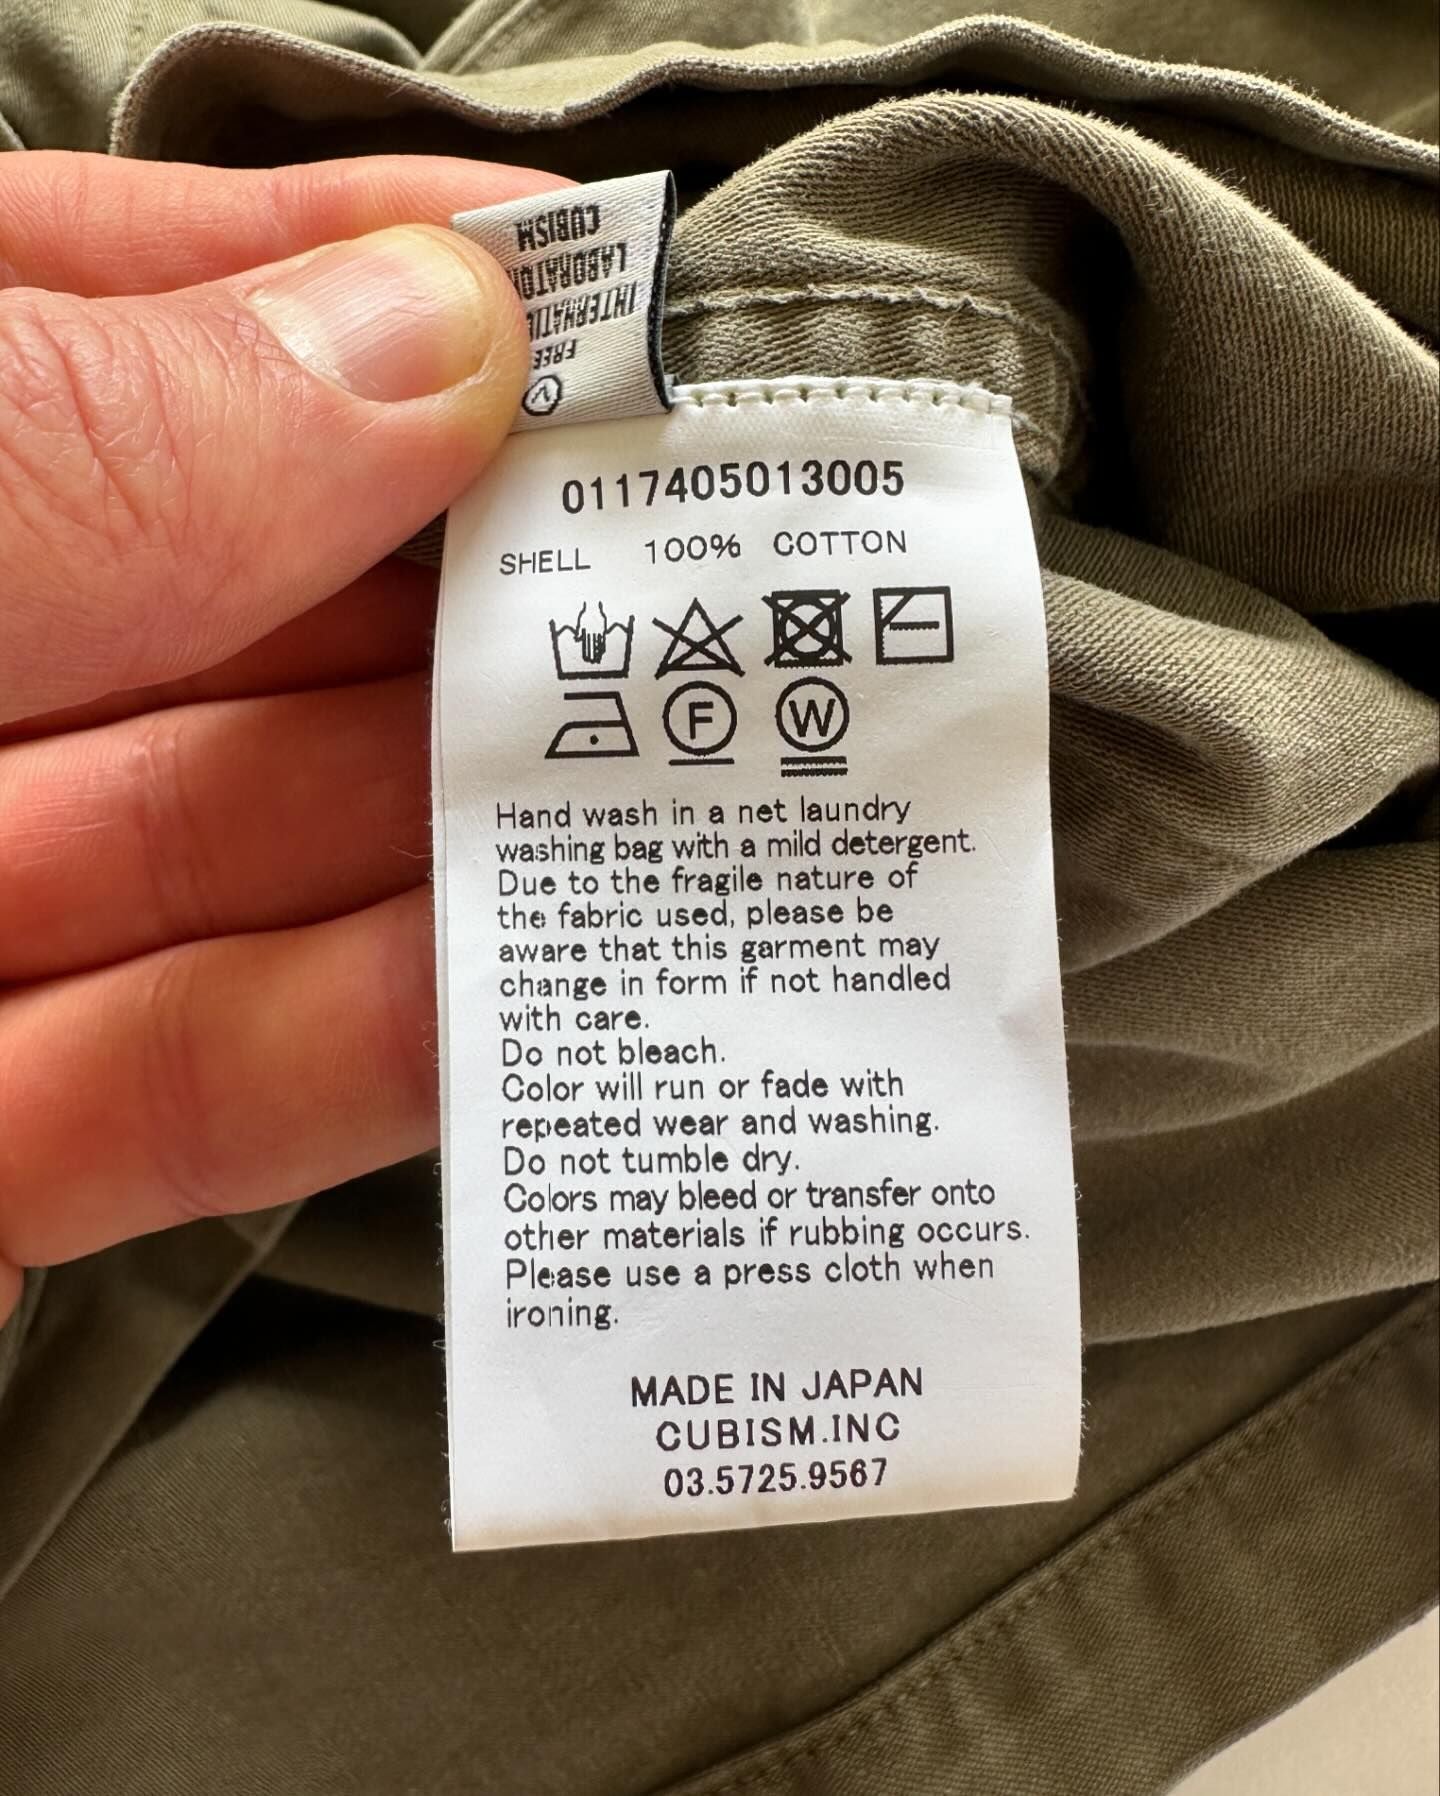 CUBISM
FREE
0117405013005
SHELL 100% COTTON
F W
Hand wash in a net laundry
washing bag with a mild detergent.
Due to the fragile nature of
the fabric used, please be
aware that this garment may
change in form if not handled
with care.
Do not bleach.
Color will run or fade with
repeated wear and washing.
Do not tumble dry.
Colors may bleed or transfer onto
other materials if rubbing occurs.
Please use a press cloth when
ironing.
MADE IN JAPAN
CUBISM.INC
03.5725.9567